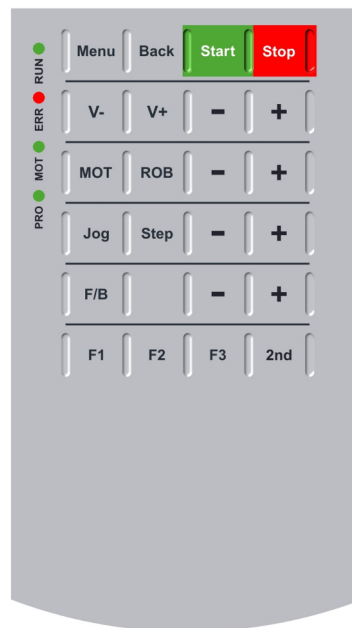 RUN
ERR
MOT
PRO
Menu Back Start Stop
V- V+ - +
MOT ROB - +
Jog Step - +
F/B - +
F1 F2 F3 2nd